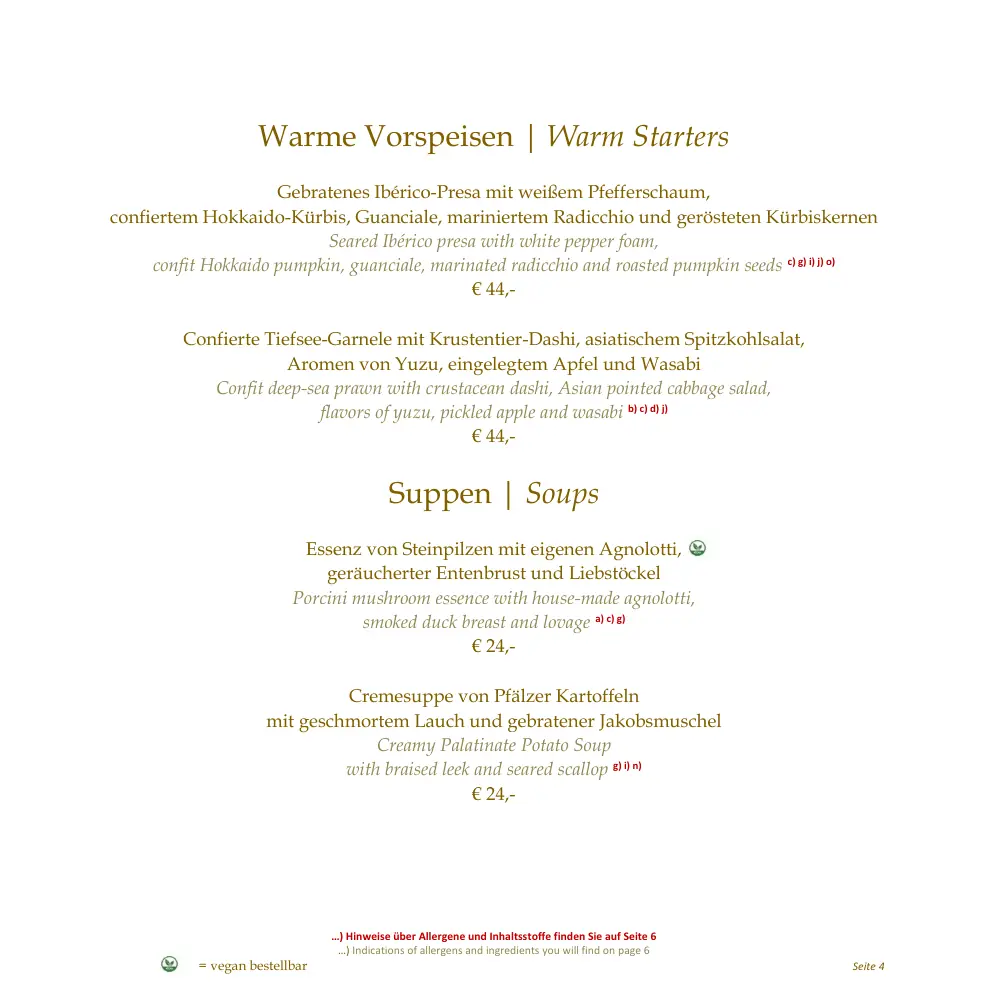 Warme Vorspeisen | Warm Starters
Gebratenes Ibérico-Presa mit weißem Pfefferschaum,
confiertem Hokkaido-Kürbis, Guanciale, mariniertem Radicchio und gerösteten Kürbiskernen
Seared Ibérico presa with white pepper foam,
confit Hokkaido pumpkin, guanciale, marinated radicchio and roasted pumpkin seeds c) g) i) j) o)
€ 44,-
Confierte Tiefsee-Garnele mit Krustentier-Dashi, asiatischem Spitzkohlsalat,
Aromen von Yuzu, eingelegtem Apfel und Wasabi
Confit deep-sea prawn with crustacean dashi, Asian pointed cabbage salad,
flavors of yuzu, pickled apple and wasabi b) c) d) j)
€ 44,-
Suppen | Soups
Essenz von Steinpilzen mit eigenen Agnolotti,
geräucherter Entenbrust und Liebstöckel
Porcini mushroom essence with house-made agnolotti,
smoked duck breast and lovage a) c) g)
€ 24,-
Cremesuppe von Pfälzer Kartoffeln
mit geschmortem Lauch und gebratener Jakobsmuschel
Creamy Palatinate Potato Soup
with braised leek and seared scallop g) i) n)
€ 24,-
...) Hinweise über Allergene und Inhaltsstoffe finden Sie auf Seite 6
...) Indications of allergens and ingredients you will find on page 6
= vegan bestellbar
Seite 4